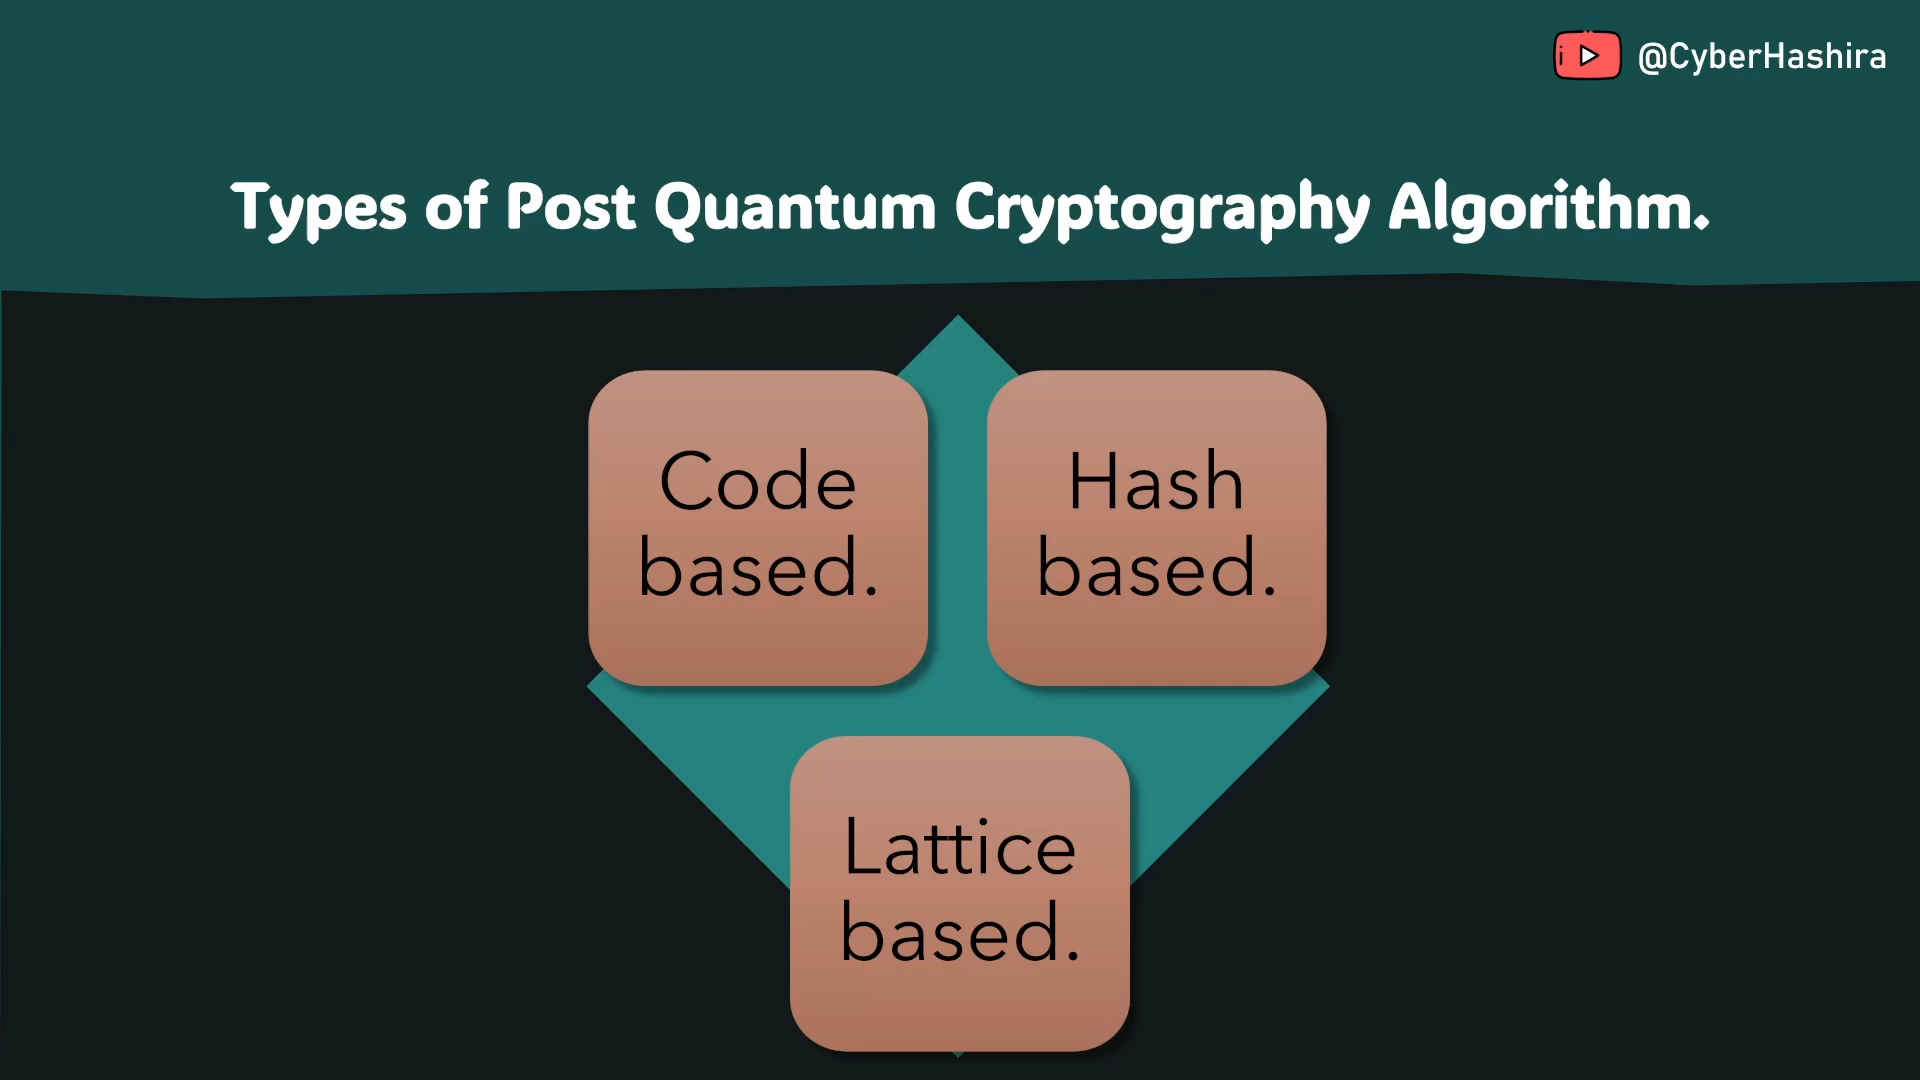 @CyberHashira
Types of Post Quantum Cryptography Algorithm.
Code
based.
Hash
based.
Lattice
based.